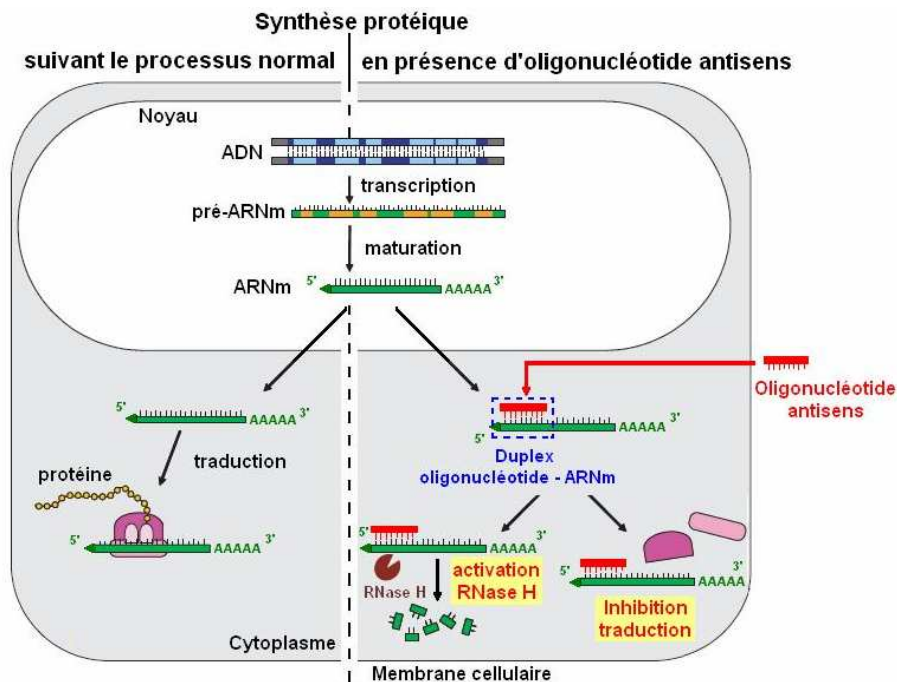 Synthèse protéique
suivant le processus normal
en présence d'oligonucléotide antisens
Noyau
ADN
transcription
pré-ARNm
maturation
ARNm
5'
AAAAA
3'
5'
AAAAA
3'
traduction
protéine
5'
AAAAA
3'
Cytoplasme
Oligonucléotide
antisens
5'
AAAAA
3'
Duplex
oligonucléotide - ARNm
5'
AAAAA
3'
RNase H
activation
RNase H
5'
AAAAA
3'
Inhibition
traduction
Membrane cellulaire